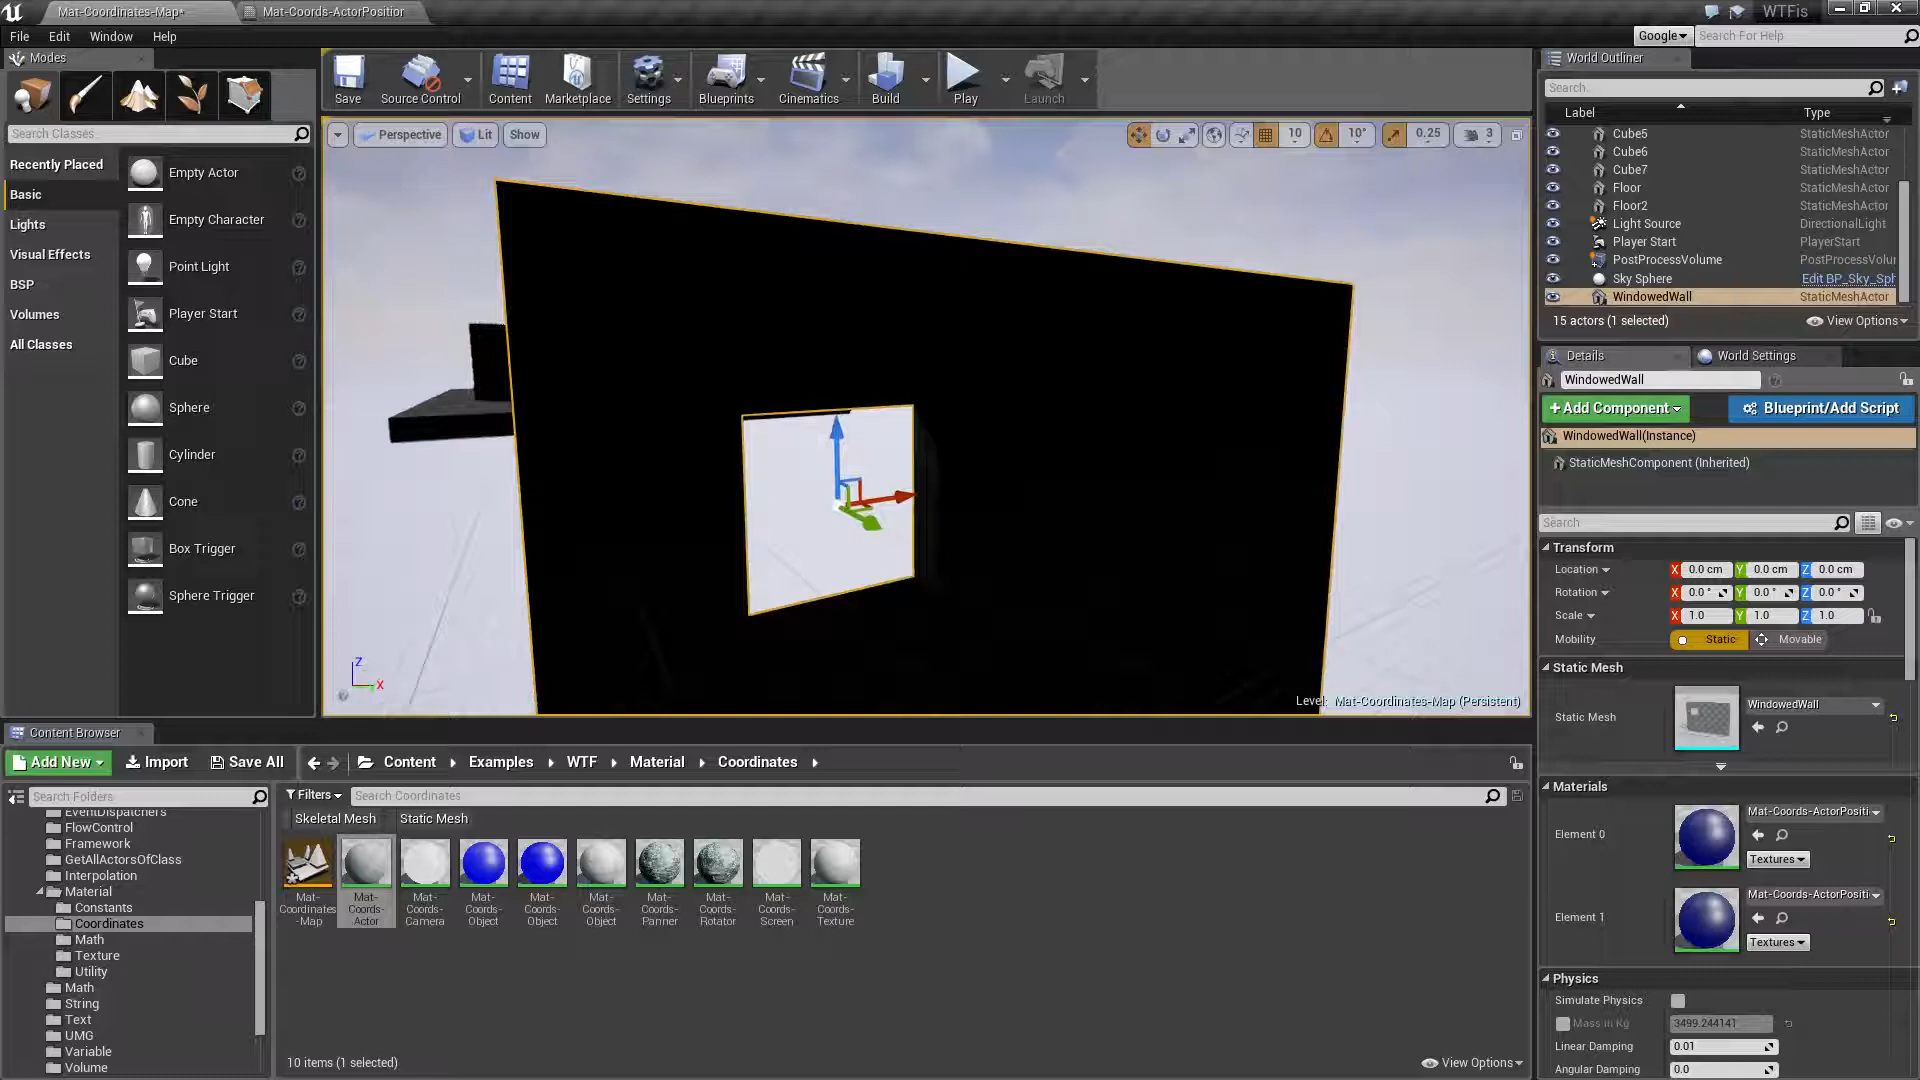 Mat-Coordinates-Map*
Mat-Coords-ActorPosition
WTFis
File Edit Window Help
Google
Search For Help
Modes
Search Classes
Recently Placed
Basic
Lights
Visual Effects
BSP
Volumes
All Classes
Empty Actor
Empty Character
Point Light
Player Start
Cube
Sphere
Cylinder
Cone
Box Trigger
Sphere Trigger
Save
Source Control
Content
Marketplace
Settings
Blueprints
Cinematics
Build
Play
Launch
Perspective
Lit
Show
10
10°
0.25
3
Z
X
Level: Mat-Coordinates-Map (Persistent)
World Outliner
Search...
Label Type
Cube5 StaticMeshActor
Cube6 StaticMeshActor
Cube7 StaticMeshActor
Floor StaticMeshActor
Floor2 StaticMeshActor
Light Source DirectionalLight
Player Start PlayerStart
PostProcessVolume PostProcessVolur
Sky Sphere Edit BP_Sky_Sph
WindowedWall StaticMeshActor
15 actors (1 selected)
View Options
Details
World Settings
WindowedWall
+Add Component
Blueprint/Add Script
WindowedWall(Instance)
StaticMeshComponent (Inherited)
Search
Transform
Location X 0.0 cm Y 0.0 cm Z 0.0 cm
Rotation X 0.0 ° Y 0.0 ° Z 0.0 °
Scale X 1.0 Y 1.0 Z 1.0
Mobility Static Movable
Static Mesh
Static Mesh
WindowedWall
Materials
Element 0
Mat-Coords-ActorPositi
Textures
Element 1
Mat-Coords-ActorPositi
Textures
Physics
Simulate Physics
Mass in Kg 3499.244141
Linear Damping 0.01
Angular Damping 0.0
Content Browser
Add New
Import
Save All
Content Examples WTF Material Coordinates
Search Folders
EventDispatchers
FlowControl
Framework
GetAllActorsOfClass
Interpolation
Material
Constants
Coordinates
Math
Texture
Utility
Math
String
Text
UMG
Variable
Volume
Filters
Search Coordinates
Skeletal Mesh
Static Mesh
Mat-
Coordinates
-Map
Mat-
Coords-
Actor
Mat-
Coords-
Camera
Mat-
Coords-
Object
Mat-
Coords-
Object
Mat-
Coords-
Object
Mat-
Coords-
Panner
Mat-
Coords-
Rotator
Mat-
Coords-
Screen
Mat-
Coords-
Texture
10 items (1 selected)
View Options